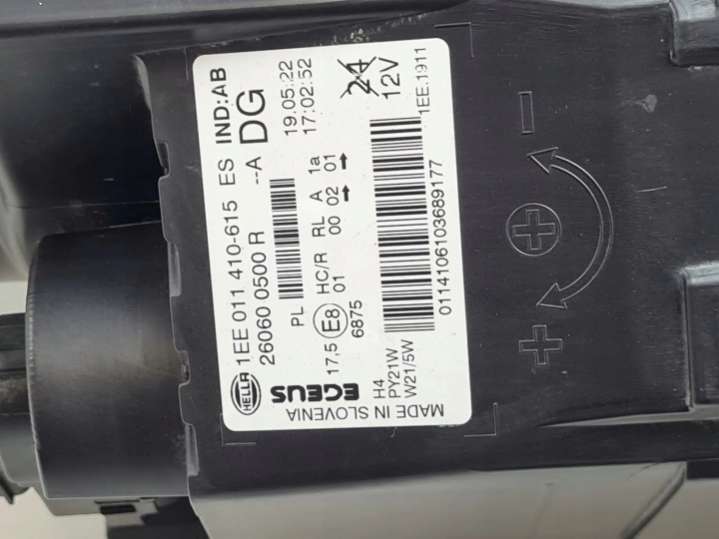 HELLA
1EE 011 410-615 ES IND:AB
26060 0500 R --A DG
PL
19.05.22
17:02:52
17,5 E8 HC/R RL A 1a
01 00 02 01
6875
24
12V
EGEUS
H4
PY21W
W21/5W
01141061036891​77
1EE.1911
MADE IN SLOVENIA